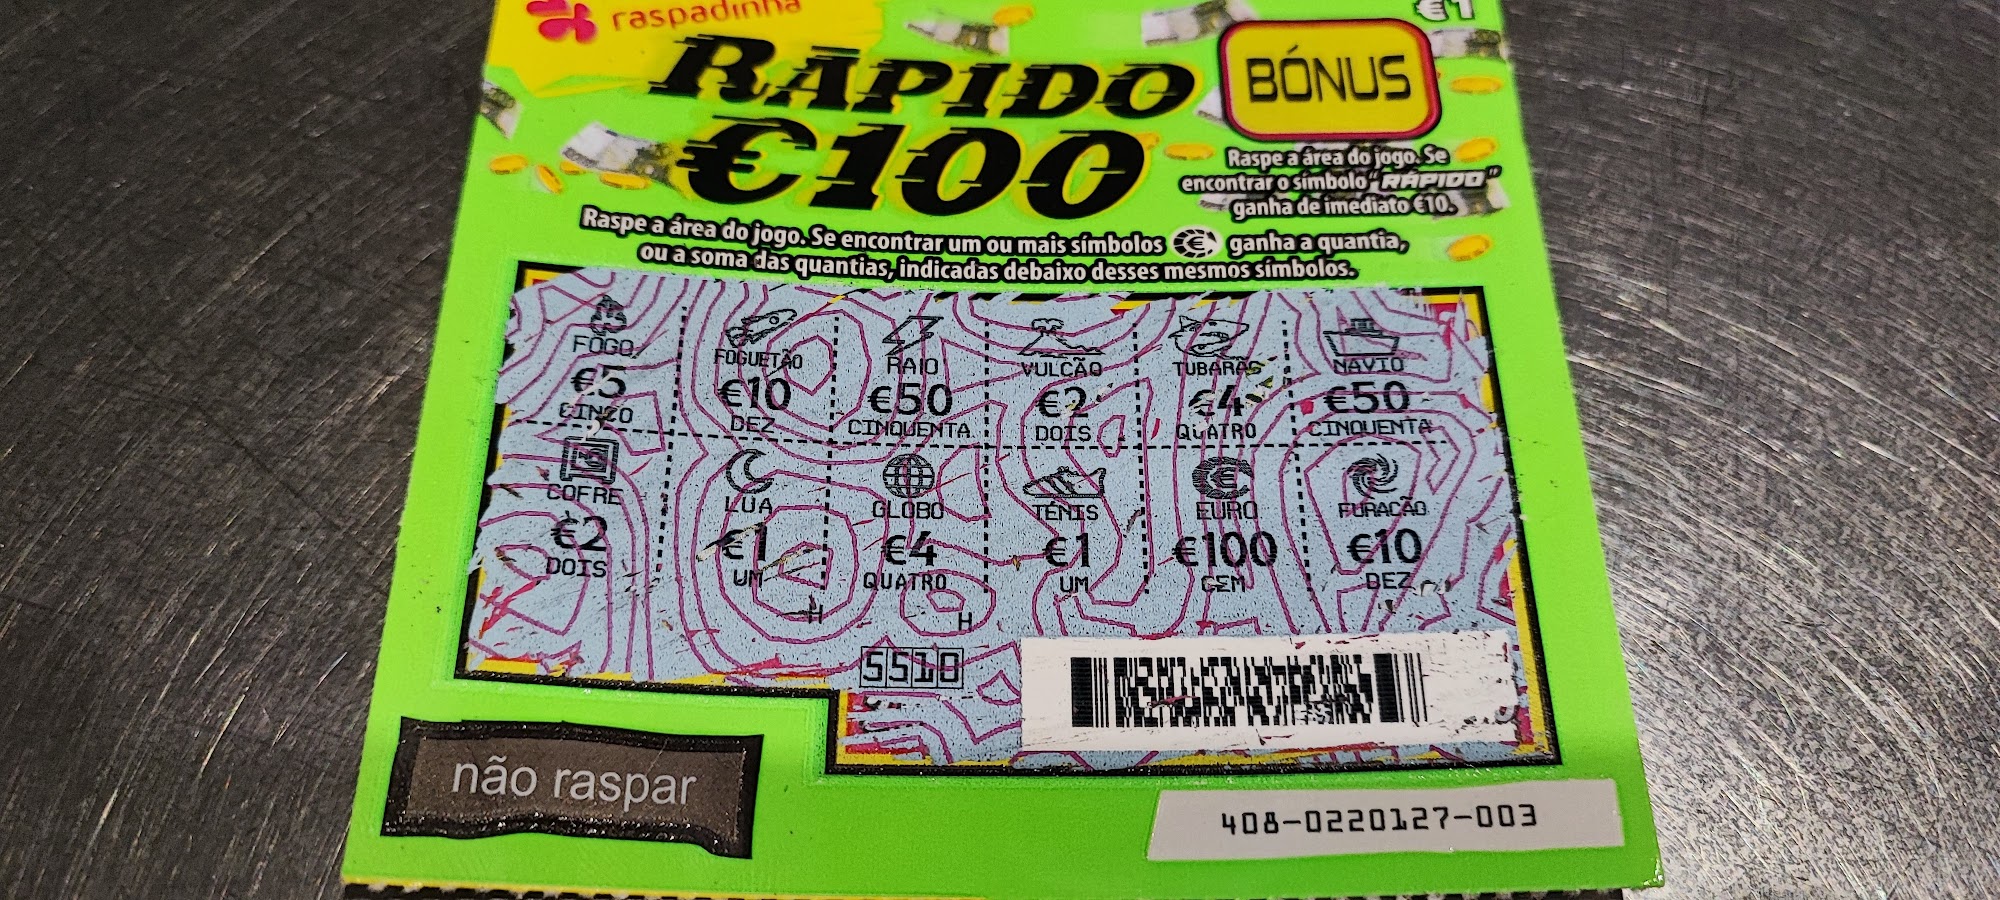 raspadinha
€1
RÁPIDO
€100
BÓNUS
Raspe a área do jogo. Se
encontrar o símbolo "RÁPIDO"
ganha de imediato €10.
Raspe a área do jogo. Se encontrar um ou mais símbolos € ganha a quantia,
ou a soma das quantias, indicadas debaixo desses mesmos símbolos.
FOGO FOGUETÃO RAIO VULCÃO TUBARÃO NAVIO
€5 €10 €50 €2 €4 €50
CINCO DEZ CINQUENTA DOIS QUATRO CINQUENTA
COFRE LUA GLOBO TÉNIS EURO FURACÃO
€2 €1 €4 €1 €100 €10
DOIS UM QUATRO UM CEM DEZ
H H
5510
não raspar
408-0220127-003